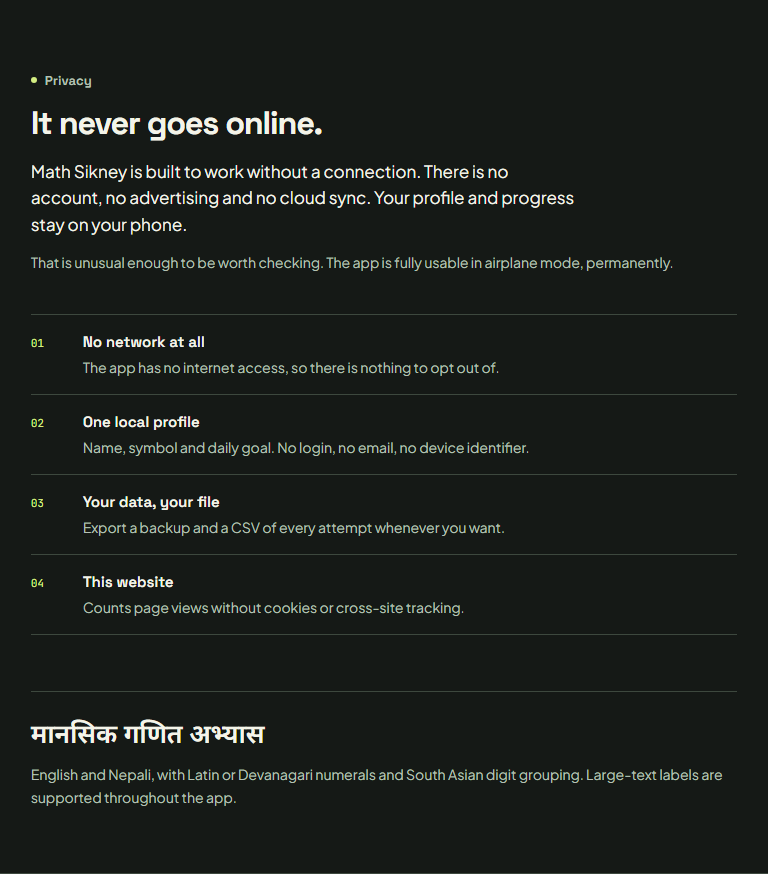 Privacy
It never goes online.
Math Sikney is built to work without a connection. There is no
account, no advertising and no cloud sync. Your profile and progress
stay on your phone.
That is unusual enough to be worth checking. The app is fully usable in airplane mode, permanently.
01 No network at all
The app has no internet access, so there is nothing to opt out of.
02 One local profile
Name, symbol and daily goal. No login, no email, no device identifier.
03 Your data, your file
Export a backup and a CSV of every attempt whenever you want.
04 This website
Counts page views without cookies or cross-site tracking.
मानसिक गणित अभ्यास
English and Nepali, with Latin or Devanagari numerals and South Asian digit grouping. Large-text labels are
supported throughout the app.